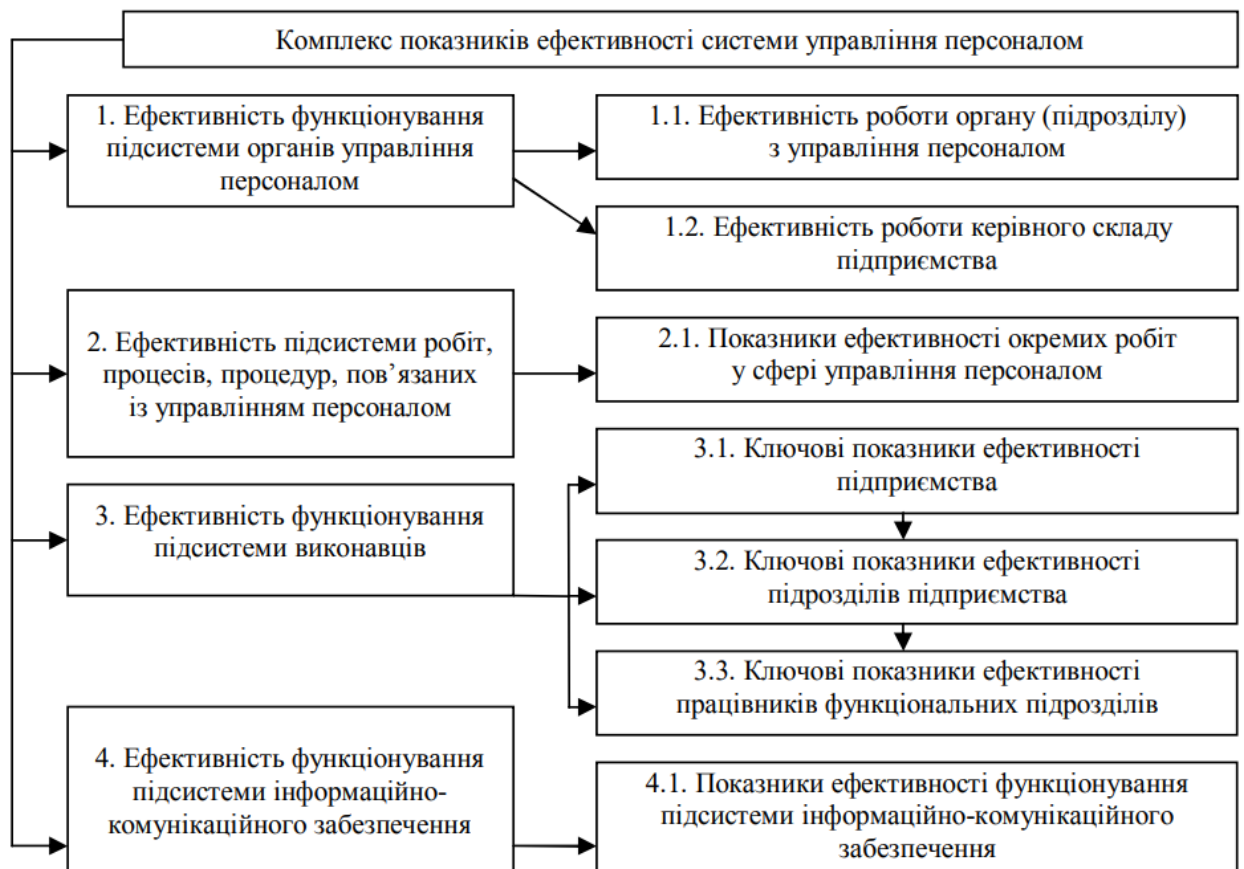 Комплекс показників ефективності системи управління персоналом
1. Ефективність функціонування
підсистеми органів управління
персоналом
1.1. Ефективність роботи органу (підрозділу)
з управління персоналом
1.2. Ефективність роботи керівного складу
підприємства
2. Ефективність підсистеми робіт,
процесів, процедур, пов’язаних
із управлінням персоналом
2.1. Показники ефективності окремих робіт
у сфері управління персоналом
3. Ефективність функціонування
підсистеми виконавців
3.1. Ключові показники ефективності
підприємства
3.2. Ключові показники ефективності
підрозділів підприємства
3.3. Ключові показники ефективності
працівників функціональних підрозділів
4. Ефективність функціонування
підсистеми інформаційно-
комунікаційного забезпечення
4.1. Показники ефективності функціонування
підсистеми інформаційно-комунікаційного
забезпечення